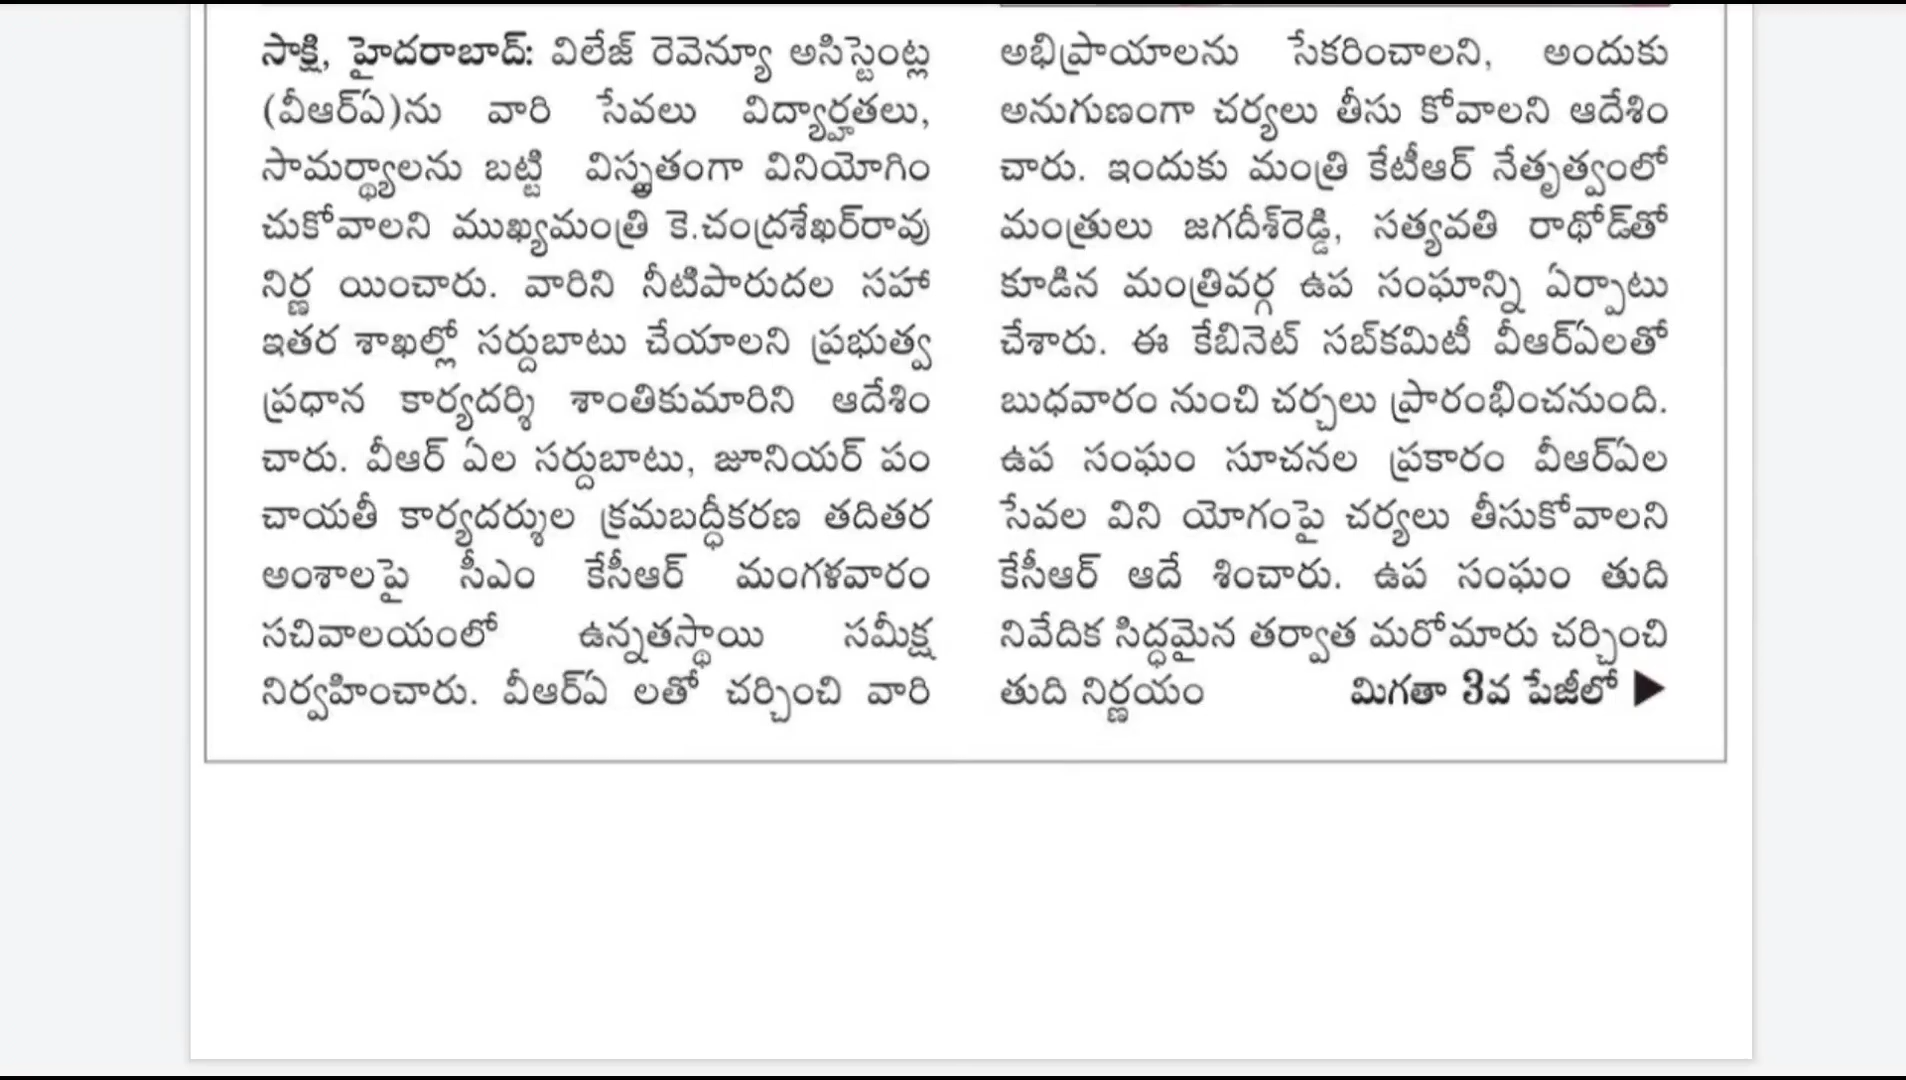 సాక్షి, హైదరాబాద్: విలేజ్ రెవెన్యూ అసిస్టెంట్ల
(వీఆర్ఏ)ను వారి సేవలు విద్యార్హతలు,
సామర్థ్యాలను బట్టి విస్తృతంగా వినియోగిం
చుకోవాలని ముఖ్యమంత్రి కె.చంద్రశేఖర్‌రావు
నిర్ణ యించారు. వారిని నీటిపారుదల సహా
ఇతర శాఖల్లో సర్దుబాటు చేయాలని ప్రభుత్వ
ప్రధాన కార్యదర్శి శాంతికుమారిని ఆదేశిం
చారు. వీఆర్ ఏల సర్దుబాటు, జూనియర్ పం
చాయతీ కార్యదర్శుల క్రమబద్ధీకరణ తదితర
అంశాలపై సీఎం కేసీఆర్ మంగళవారం
సచివాలయంలో ఉన్నతస్థాయి సమీక్ష
నిర్వహించారు. వీఆర్ఏ లతో చర్చించి వారి
అభిప్రాయాలను సేకరించాలని, అందుకు
అనుగుణంగా చర్యలు తీసు కోవాలని ఆదేశిం
చారు. ఇందుకు మంత్రి కేటీఆర్ నేతృత్వంలో
మంత్రులు జగదీశ్‌రెడ్డి, సత్యవతి రాథోడ్‌తో
కూడిన మంత్రివర్గ ఉప సంఘాన్ని ఏర్పాటు
చేశారు. ఈ కేబినెట్ సబ్‌కమిటీ వీఆర్ఏలతో
బుధవారం నుంచి చర్చలు ప్రారంభించనుంది.
ఉప సంఘం సూచనల ప్రకారం వీఆర్ఏల
సేవల విని యోగంపై చర్యలు తీసుకోవాలని
కేసీఆర్ ఆదే శించారు. ఉప సంఘం తుది
నివేదిక సిద్ధమైన తర్వాత మరోమారు చర్చించి
తుది నిర్ణయం మిగతా 3వ పేజీలో ▶